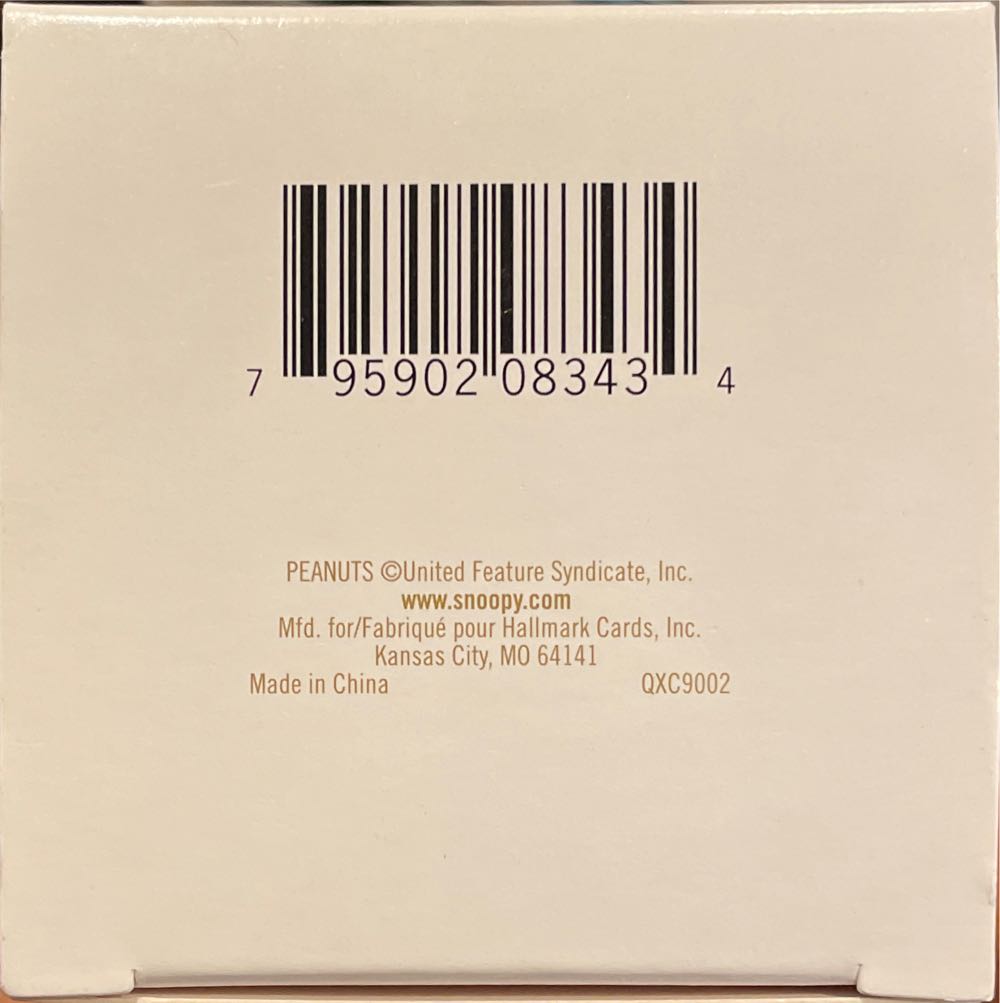 7 95902 08343 4
PEANUTS ©United Feature Syndicate, Inc.
www.snoopy.com
Mfd. for/Fabriqué pour Hallmark Cards, Inc.
Kansas City, MO 64141
Made in China QXC9002